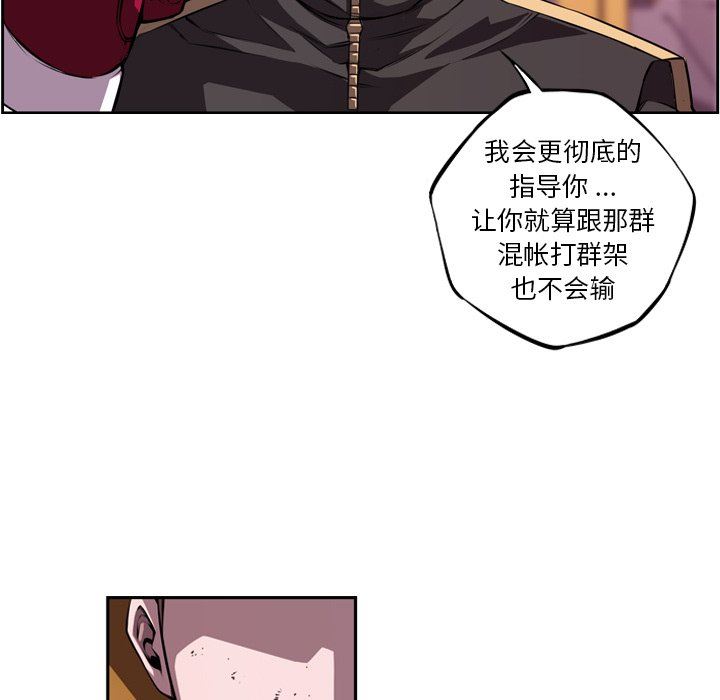 我会更彻底的
指导你 ...
让你就算跟那群
混帐打群架
也不会输